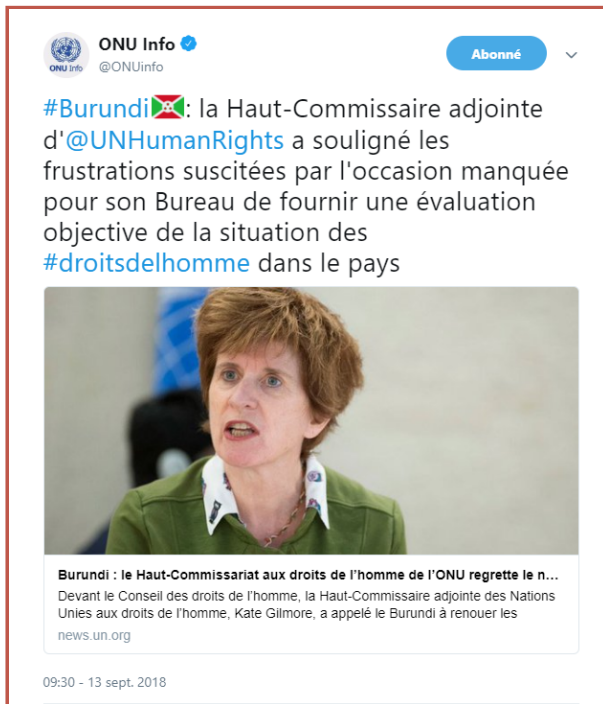 ONU Info
ONU Info
@ONUinfo
Abonné
#Burundi🇧🇮: la Haut-Commissaire adjointe
d'@UNHumanRights a souligné les
frustrations suscitées par l'occasion manquée
pour son Bureau de fournir une évaluation
objective de la situation des
#droitsdelhomme dans le pays
Burundi : le Haut-Commissariat aux droits de l'homme de l'ONU regrette le n...
Devant le Conseil des droits de l'homme, la Haut-Commissaire adjointe des Nations
Unies aux droits de l'homme, Kate Gilmore, a appelé le Burundi à renouer les
news.un.org
09:30 - 13 sept. 2018